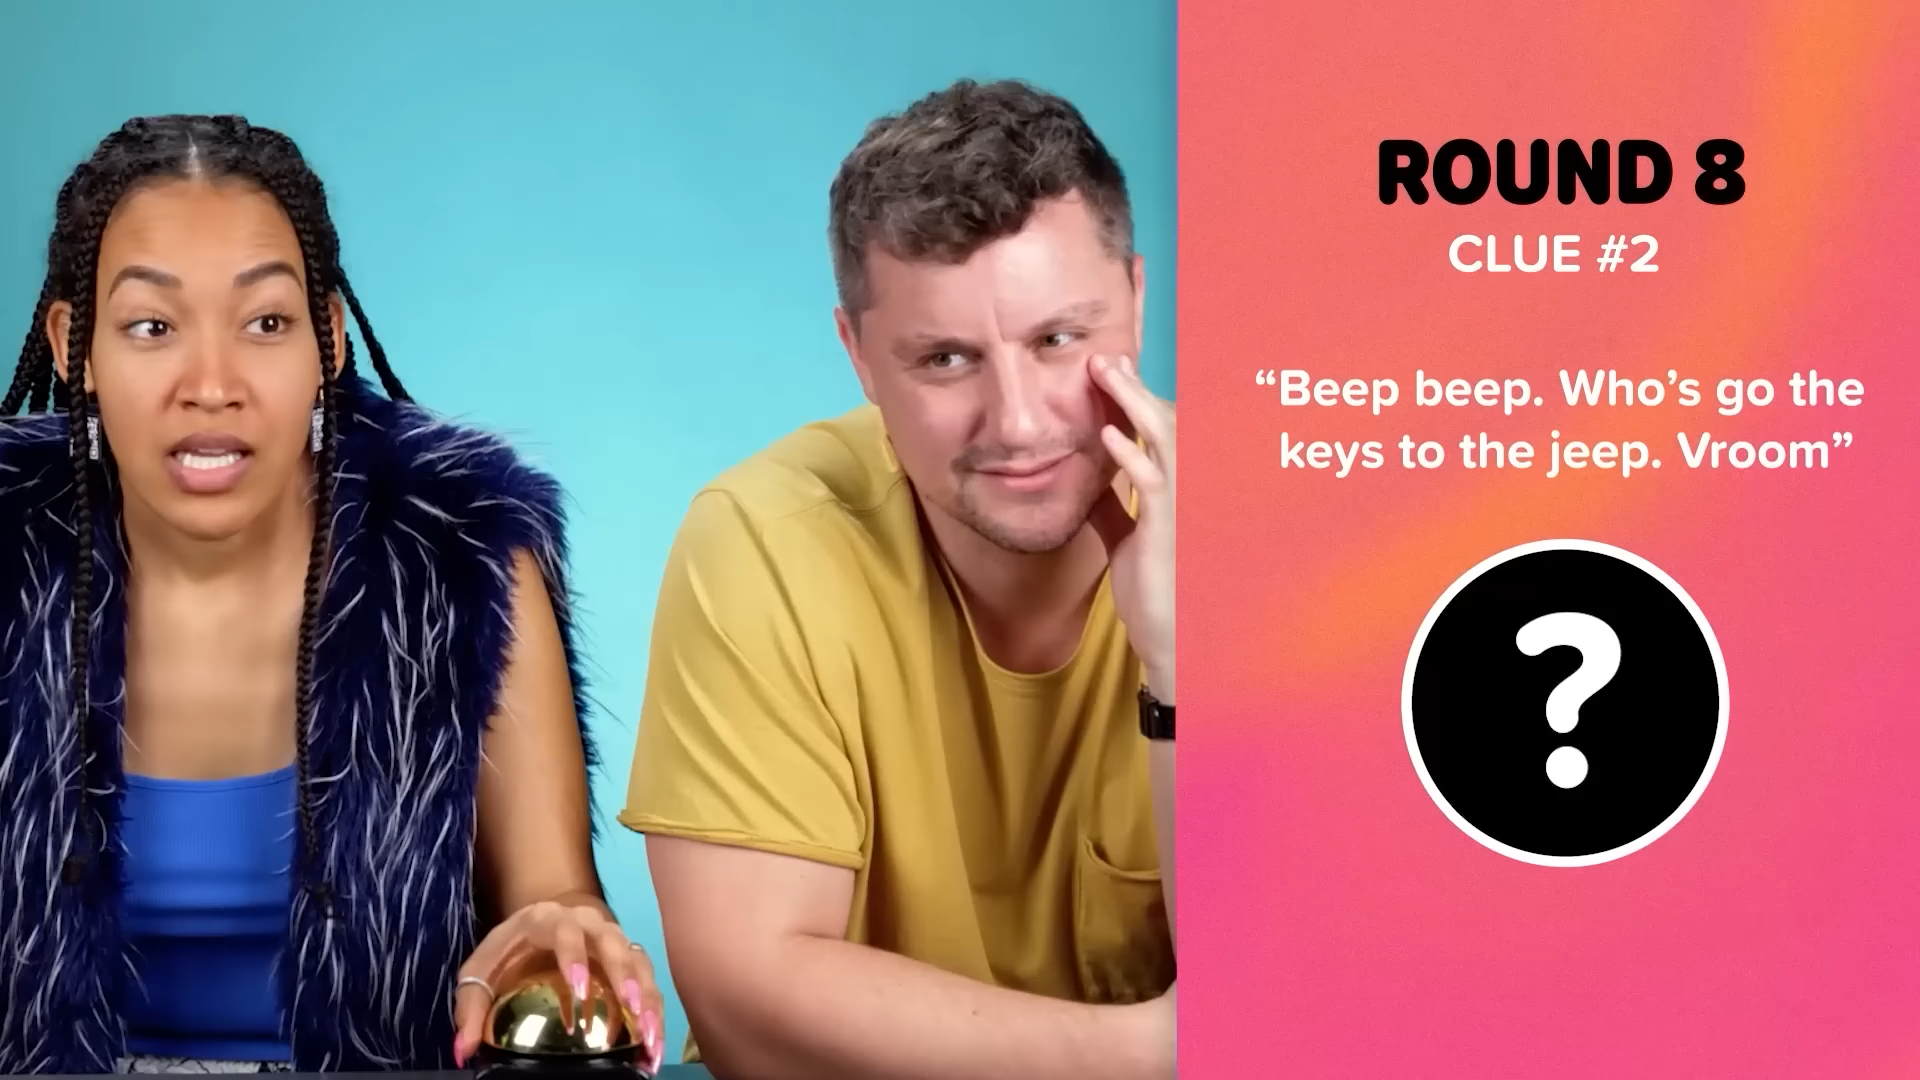 ROUND 8
CLUE #2
“Beep beep. Who’s go the
keys to the jeep. Vroom”
?